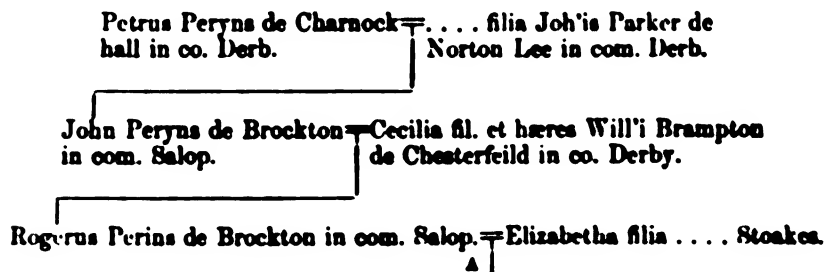 Petrus Peryns de Charnock=.... filia Joh'is Parker de
hall in co. Derb. Norton Lee in com. Derb.
John Peryns de Brockton=Cecilia fil. et hæres Will'i Brampton
in com. Salop. de Chesterfeild in co. Derby.
Rogerus Perins de Brockton in com. Salop.=Elizabetha filia .... Stoakes.
A